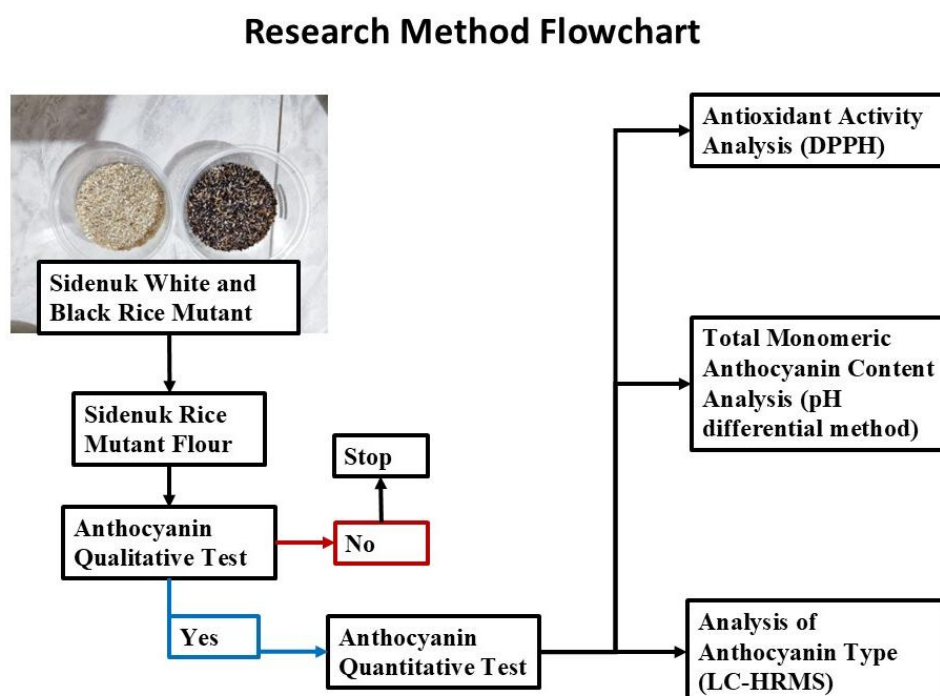 Research Method Flowchart
Sidenuk White and
Black Rice Mutant
Sidenuk Rice
Mutant Flour
Anthocyanin
Qualitative Test
No
Stop
Yes
Anthocyanin
Quantitative Test
Antioxidant Activity
Analysis (DPPH)
Total Monomeric
Anthocyanin Content
Analysis (pH
differential method)
Analysis of
Anthocyanin Type
(LC-HRMS)